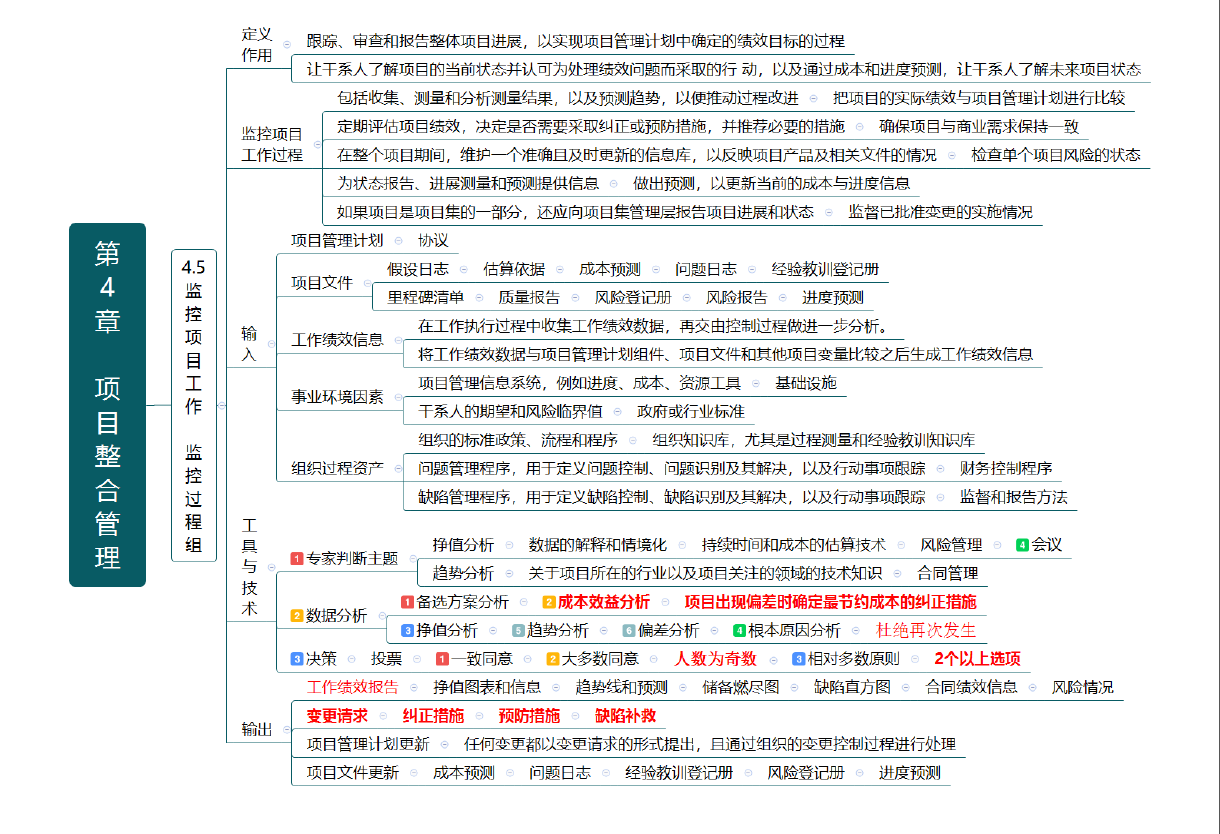 第4章 项目整合管理
4.5 监控项目工作 监控过程组
定义
作用
跟踪、审查和报告整体项目进展，以实现项目管理计划中确定的绩效目标的过程
让干系人了解项目的当前状态并认可为处理绩效问题而采取的行 动，以及通过成本和进度预测，让干系人了解未来项目状态
监控项目
工作过程
包括收集、测量和分析测量结果，以及预测趋势，以便推动过程改进 把项目的实际绩效与项目管理计划进行比较
定期评估项目绩效，决定是否需要采取纠正或预防措施，并推荐必要的措施 确保项目与商业需求保持一致
在整个项目期间，维护一个准确且及时更新的信息库，以反映项目产品及相关文件的情况 检查单个项目风险的状态
为状态报告、进展测量和预测提供信息 做出预测，以更新当前的成本与进度信息
如果项目是项目集的一部分，还应向项目集管理层报告项目进展和状态 监督已批准变更的实施情况
输入
项目管理计划 协议
项目文件
假设日志 估算依据 成本预测 问题日志 经验教训登记册
里程碑清单 质量报告 风险登记册 风险报告 进度预测
工作绩效信息
在工作执行过程中收集工作绩效数据，再交由控制过程做进一步分析。
将工作绩效数据与项目管理计划组件、项目文件和其他项目变量比较之后生成工作绩效信息
事业环境因素
项目管理信息系统，例如进度、成本、资源工具 基础设施
干系人的期望和风险临界值 政府或行业标准
组织过程资产
组织的标准政策、流程和程序 组织知识库，尤其是过程测量和经验教训知识库
问题管理程序，用于定义问题控制、问题识别及其解决，以及行动事项跟踪 财务控制程序
缺陷管理程序，用于定义缺陷控制、缺陷识别及其解决，以及行动事项跟踪 监督和报告方法
工具与技术
1 专家判断主题
挣值分析 数据的解释和情境化 持续时间和成本的估算技术 风险管理 4 会议
趋势分析 关于项目所在的行业以及项目关注的领域的技术知识 合同管理
2 数据分析
1 备选方案分析 2 成本效益分析 项目出现偏差时确定最节约成本的纠正措施
3 挣值分析 5 趋势分析 6 偏差分析 4 根本原因分析 杜绝再次发生
3 决策 投票 1 一致同意 2 大多数同意 人数为奇数 3 相对多数原则 2个以上选项
输出
工作绩效报告 挣值图表和信息 趋势线和预测 储备燃尽图 缺陷直方图 合同绩效信息 风险情况
变更请求 纠正措施 预防措施 缺陷补救
项目管理计划更新 任何变更都以变更请求的形式提出，且通过组织的变更控制过程进行处理
项目文件更新 成本预测 问题日志 经验教训登记册 风险登记册 进度预测